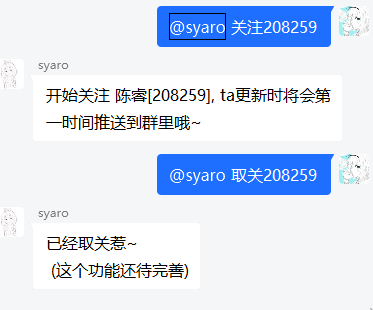 @syaro 关注208259
syaro
开始关注 陈睿[208259], ta更新时将会第
一时间推送到群里哦~
@syaro 取关208259
syaro
已经取关惹~
(这个功能还待完善)